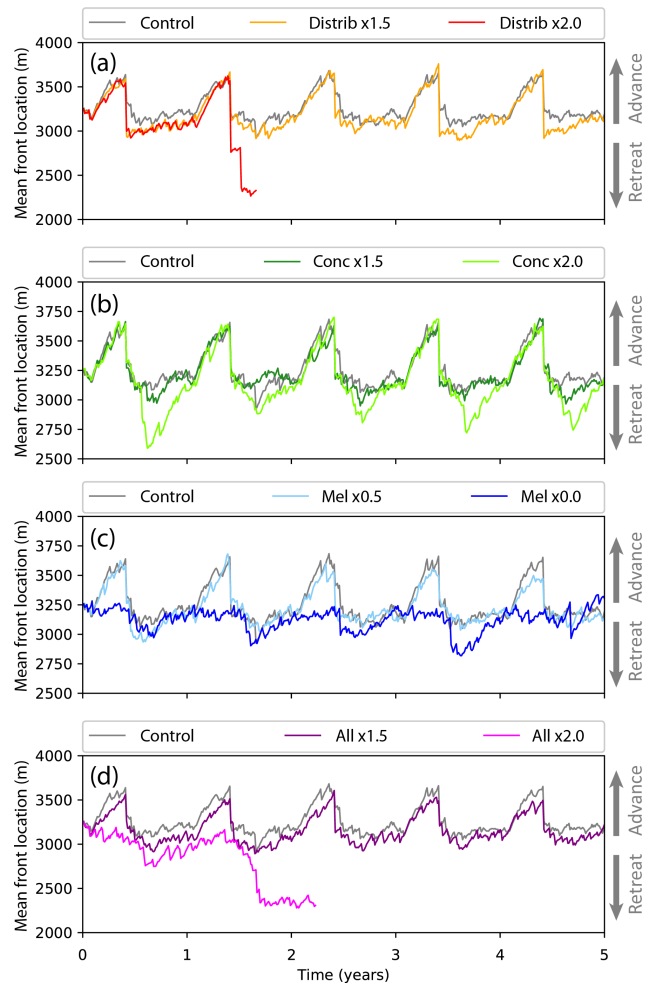 Control Distrib x1.5 Distrib x2.0
(a)
Mean front location (m)
4000
3500
3000
2500
2000
Advance
Retreat
Control Conc x1.5 Conc x2.0
(b)
Mean front location (m)
4000
3750
3500
3250
3000
2750
2500
Advance
Retreat
Control Mel x0.5 Mel x0.0
(c)
Mean front location (m)
4000
3750
3500
3250
3000
2750
2500
Advance
Retreat
Control All x1.5 All x2.0
(d)
Mean front location (m)
4000
3500
3000
2500
2000
Advance
Retreat
0 1 2 3 4 5
Time (years)